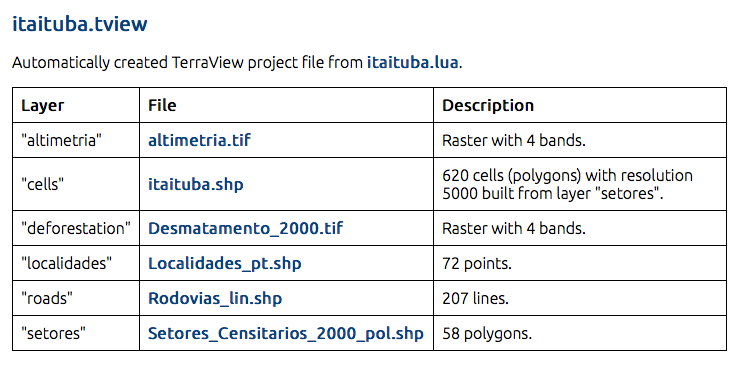 itaituba.tview
Automatically created TerraView project file from itaituba.lua.
Layer File Description
"altimetria" altimetria.tif Raster with 4 bands.
"cells" itaituba.shp 620 cells (polygons) with resolution
5000 built from layer "setores".
"deforestation" Desmatamento_2000.tif Raster with 4 bands.
"localidades" Localidades_pt.shp 72 points.
"roads" Rodovias_lin.shp 207 lines.
"setores" Setores_Censitarios_2000_pol.shp 58 polygons.